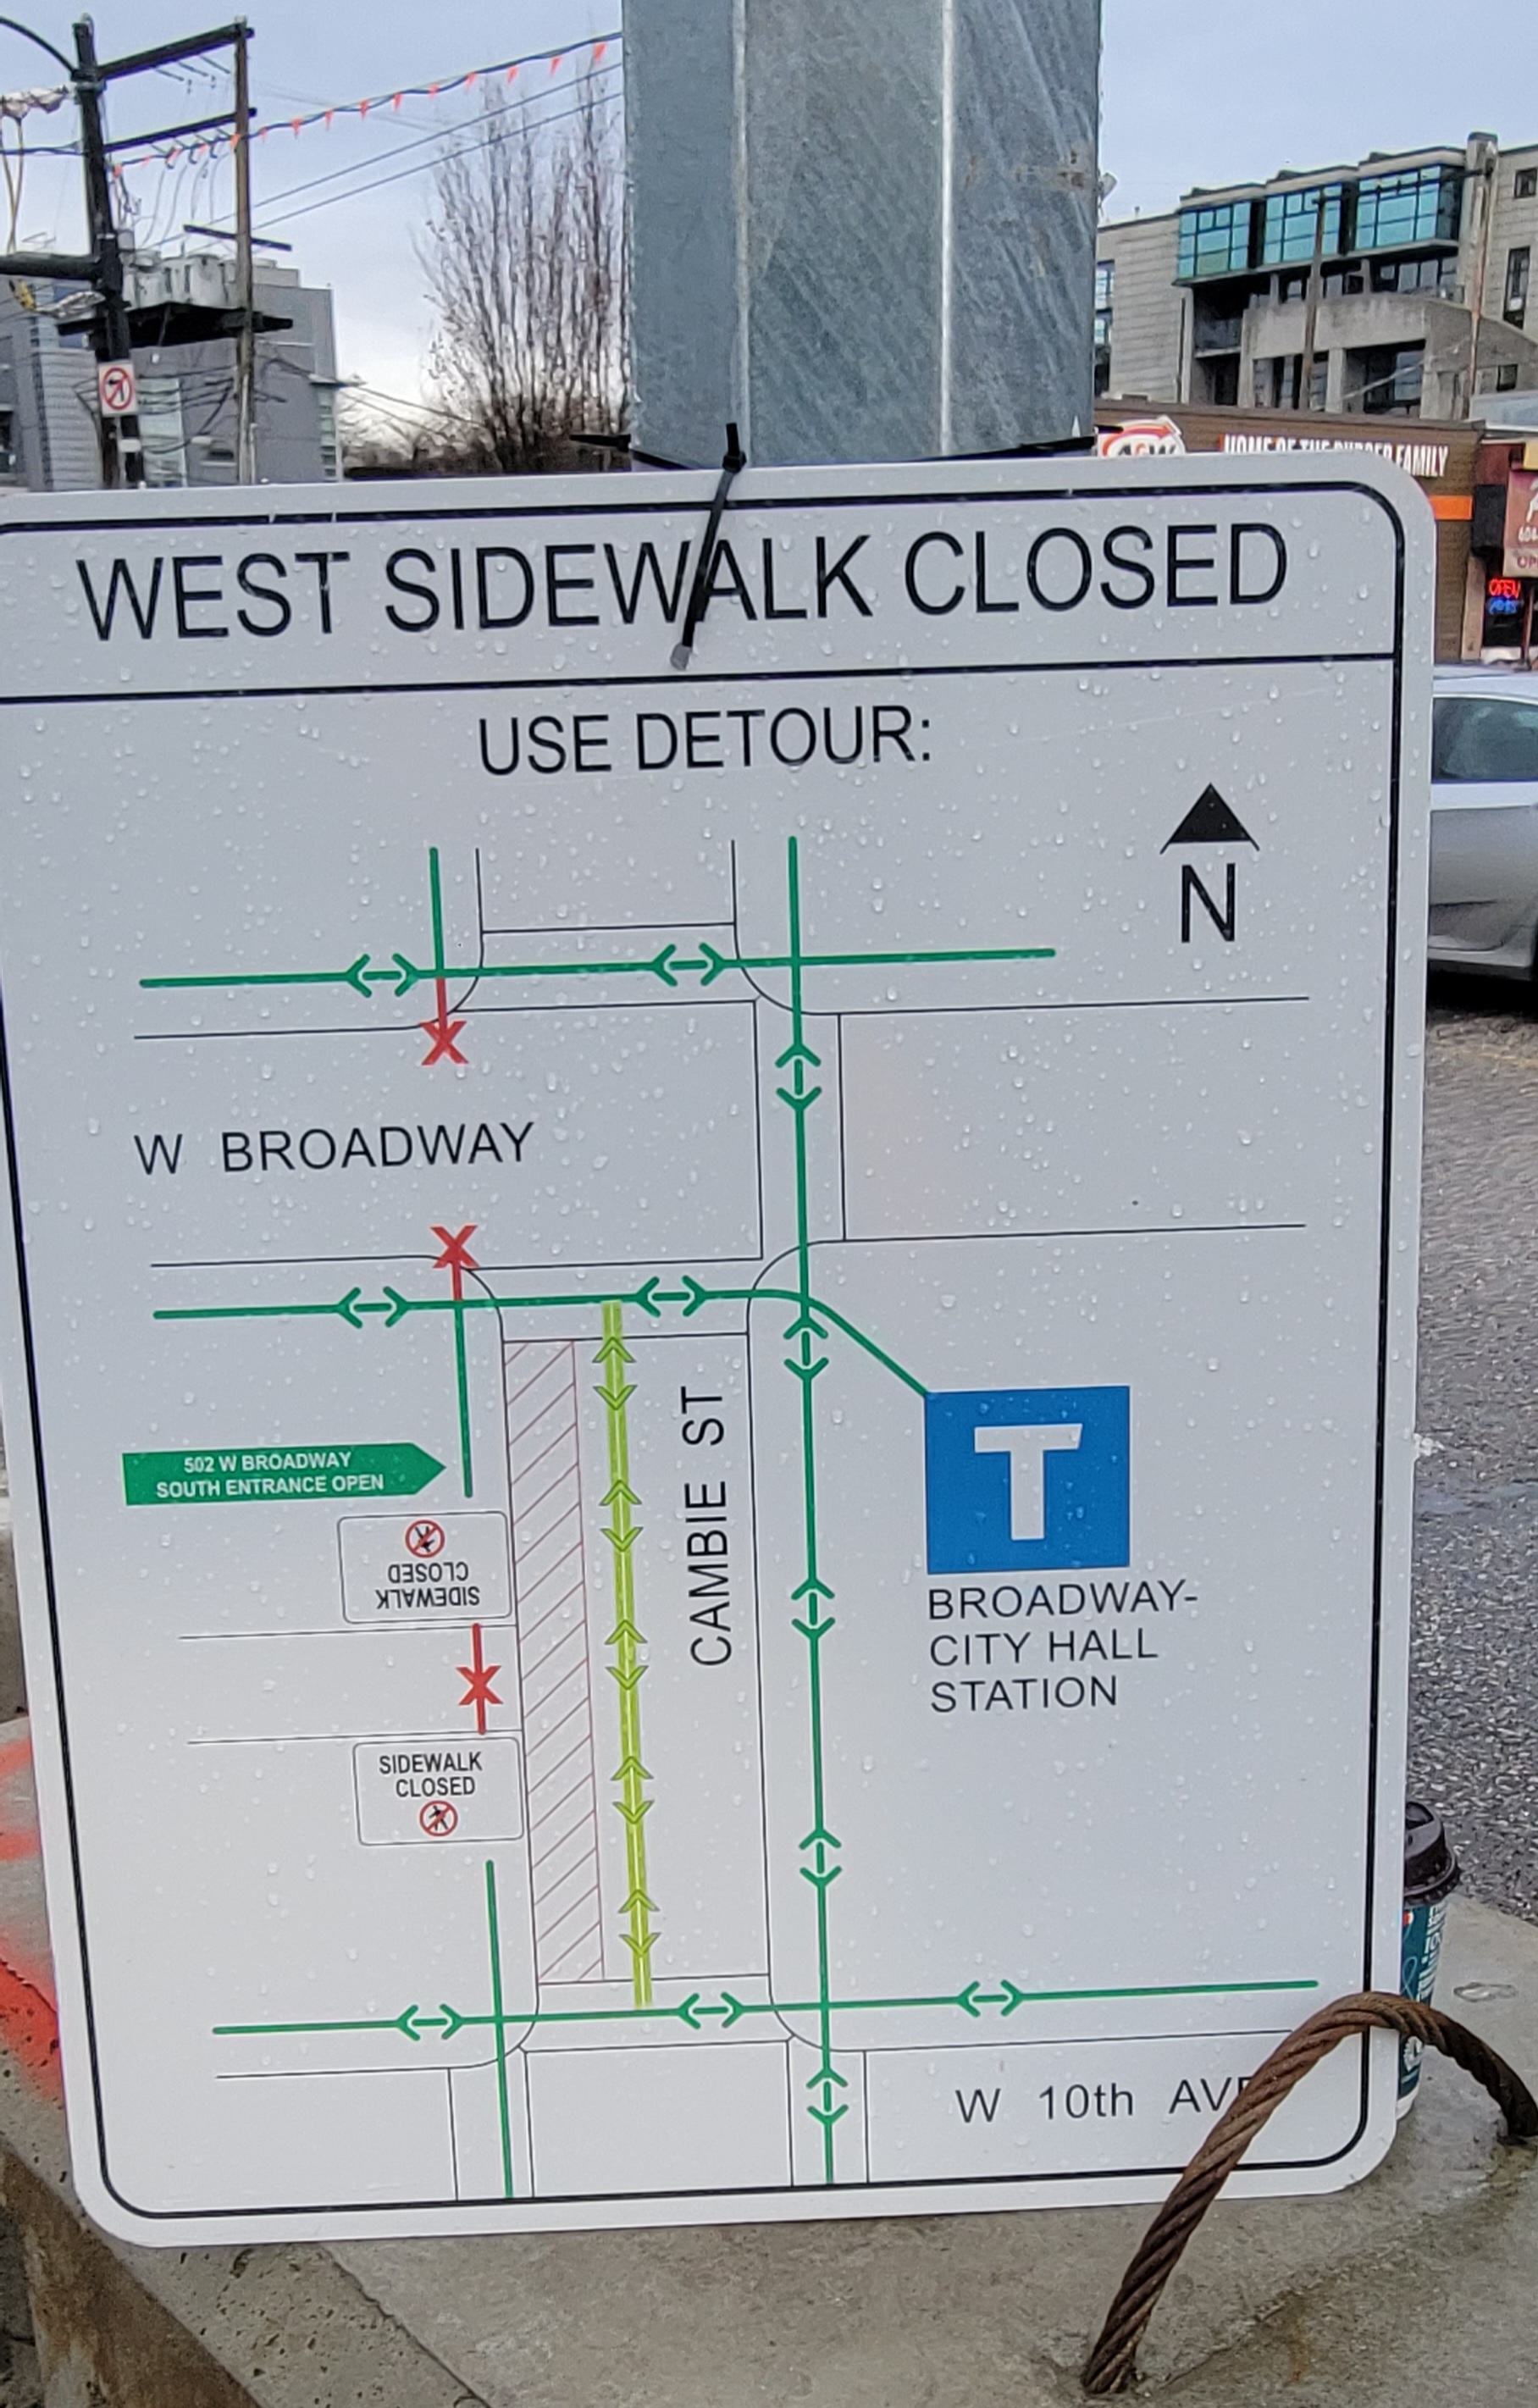 A&W
HOME OF THE BURGER FAMILY
OPEN
WEST SIDEWALK CLOSED
USE DETOUR:
N
W BROADWAY
CAMBIE ST
502 W BROADWAY
SOUTH ENTRANCE OPEN
T
SIDEWALK
CLOSED
BROADWAY-
CITY HALL
STATION
SIDEWALK
CLOSED
W 10th AVE